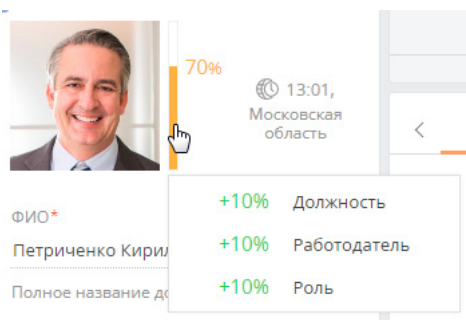 70%
13:01,
Московская
область
+10% Должность
ФИО*
+10% Работодатель
Петриченко Кирил
+10% Роль
Полное название до